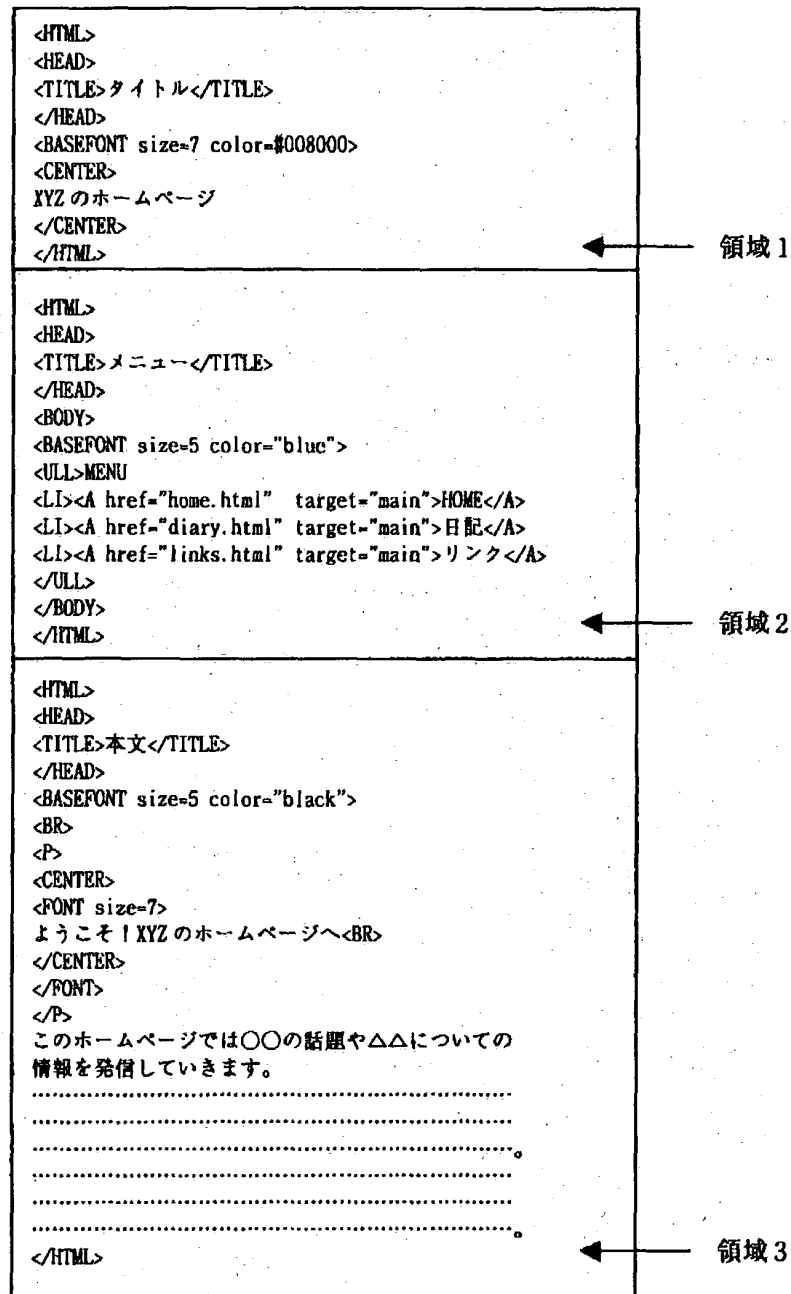 <HTML>
<HEAD>
<TITLE>タイトル</TITLE>
</HEAD>
<BASEFONT size=7 color=#008000>
<CENTER>
XYZのホームページ
</CENTER>
</HTML>
領域1
<HTML>
<HEAD>
<TITLE>メニュー</TITLE>
</HEAD>
<BODY>
<BASEFONT size=5 color="blue">
<ULL>MENU
<LI><A href="home.html" target="main">HOME</A>
<LI><A href="diary.html" target="main">日記</A>
<LI><A href="links.html" target="main">リンク</A>
</ULL>
</BODY>
</HTML>
領域2
<HTML>
<HEAD>
<TITLE>本文</TITLE>
</HEAD>
<BASEFONT size=5 color="black">
<BR>
<P>
<CENTER>
<FONT size=7>
ようこそ!XYZのホームページへ<BR>
</CENTER>
</FONT>
</P>
このホームページでは○○の話題や△△についての
情報を発信していきます。
................................................................
................................................................
................................................................。
................................................................
................................................................
................................................................。
</HTML>
領域3